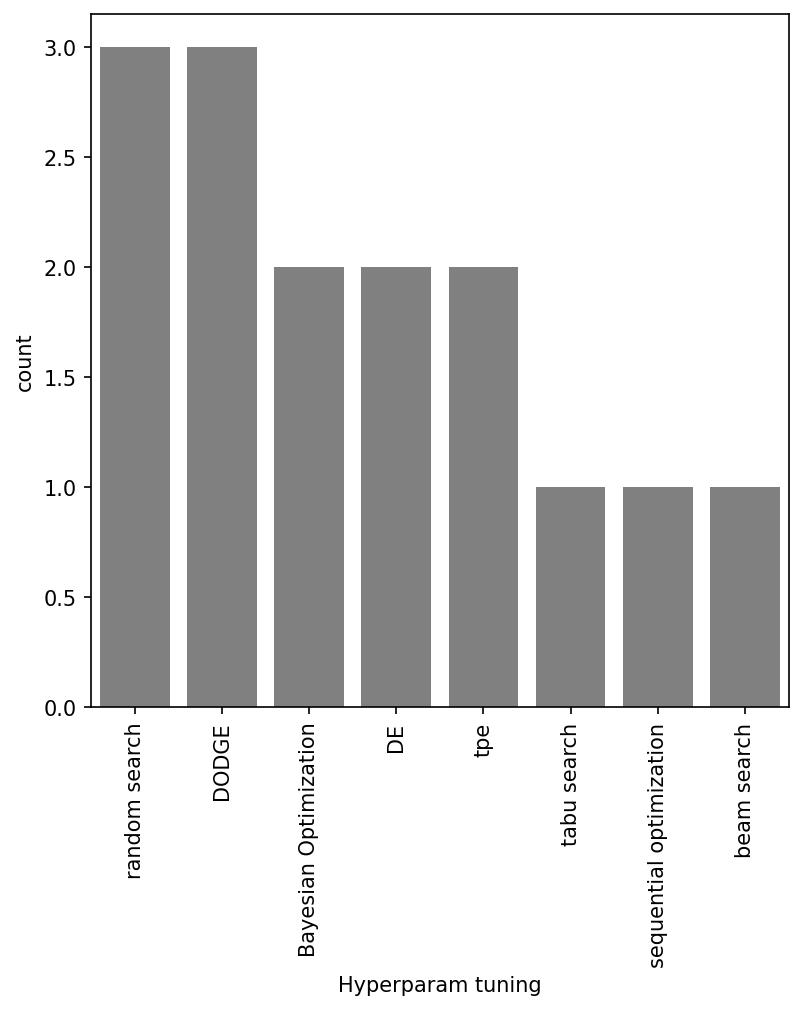 3.0
2.5
2.0
1.5
1.0
0.5
0.0
count
random search
DODGE
Bayesian Optimization
DE
tpe
tabu search
sequential optimization
beam search
Hyperparam tuning